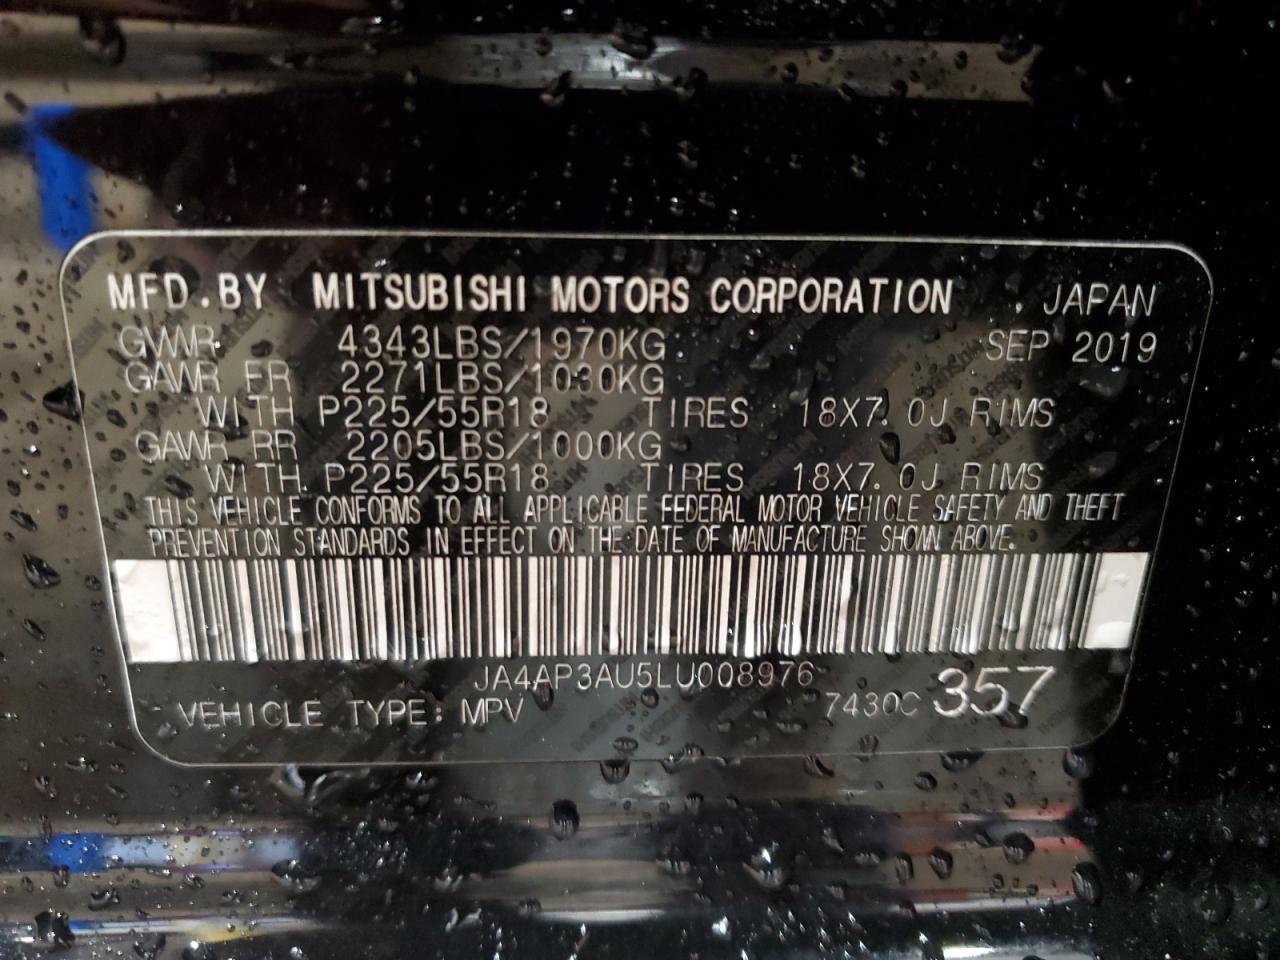 MFD.BY MITSUBISHI MOTORS CORPORATION , JAPAN
GVWR 4343LBS/1970KG SEP 2019
GAWR FR 2271LBS/1030KG
WITH P225/55R18 TIRES 18X7.0J RIMS
GAWR RR 2205LBS/1000KG
WITH P225/55R18 TIRES 18X7.0J RIMS
THIS VEHICLE CONFORMS TO ALL APPLICABLE FEDERAL MOTOR VEHICLE SAFETY AND THEFT
PREVENTION STANDARDS IN EFFECT ON THE DATE OF MANUFACTURE SHOWN ABOVE.
JA4AP3AU5LU008976
VEHICLE TYPE: MPV 7430C 357